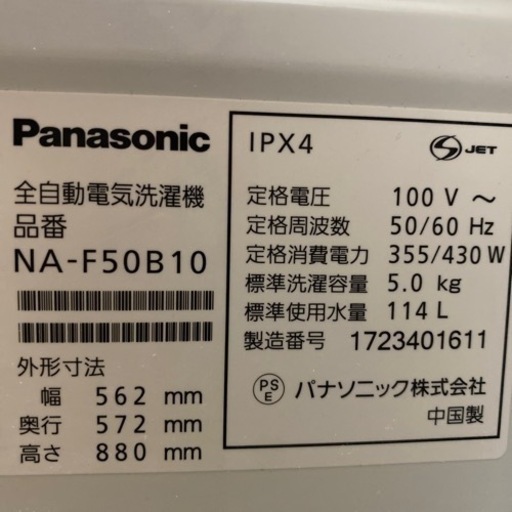 Panasonic
全自動電気洗濯機
品番
NA-F50B10
外形寸法
幅 562 mm
奥行 572 mm
高さ 880 mm
IPX4
S JET
定格電圧 100 V ～
定格周波数 50/60 Hz
定格消費電力 355/430 W
標準洗濯容量 5.0 kg
標準使用水量 114 L
製造番号 1723401611
PS E パナソニック株式会社
中国製